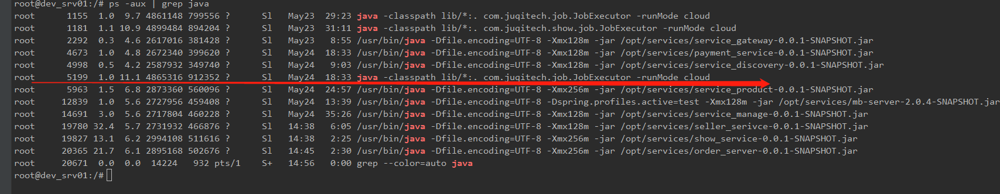 root@dev_srv01:/# ps -aux | grep java
root 1155 1.0 9.7 4861148 799556 ? Sl May23 29:23 java -classpath lib/*:. com.juqitech.job.JobExecutor -runMode cloud
root 1181 1.1 10.9 4899484 894204 ? Sl May23 31:11 java -classpath lib/*:. com.juqitech.show.job.JobExecutor -runMode cloud
root 2292 0.3 4.6 2617016 381428 ? Sl May23 8:55 /usr/bin/java -Dfile.encoding=UTF-8 -Xmx128m -jar /opt/services/service_gateway-0.0.1-SNAPSHOT.jar
root 4673 1.0 4.8 2672340 399620 ? Sl May24 18:33 /usr/bin/java -Dfile.encoding=UTF-8 -Xmx128m -jar /opt/services/payment_service-0.0.1-SNAPSHOT.jar
root 4998 0.5 4.2 2587932 349740 ? Sl May24 9:03 /usr/bin/java -Dfile.encoding=UTF-8 -Xmx128m -jar /opt/services/service_discovery-0.0.1-SNAPSHOT.jar
root 5199 1.0 11.1 4865316 912352 ? Sl May24 18:33 java -classpath lib/*:. com.juqitech.job.JobExecutor -runMode cloud
root 5963 1.5 6.8 2873360 560096 ? Sl May24 24:57 /usr/bin/java -Dfile.encoding=UTF-8 -Xmx256m -jar /opt/services/service_product-0.0.1-SNAPSHOT.jar
root 12839 1.0 5.6 2727956 459408 ? Sl May24 13:39 /usr/bin/java -Dfile.encoding=UTF-8 -Dspring.profiles.active=test -Xmx128m -jar /opt/services/mb-server-2.0.4-SNAPSHOT.jar
root 14691 3.0 5.6 2717804 460228 ? Sl May24 35:26 /usr/bin/java -Dfile.encoding=UTF-8 -Xmx128m -jar /opt/services/service_manage-0.0.1-SNAPSHOT.jar
root 19780 32.4 5.7 2731932 466876 ? Sl 14:38 6:05 /usr/bin/java -Dfile.encoding=UTF-8 -Xmx128m -jar /opt/services/seller_serivce-0.0.1-SNAPSHOT.jar
root 19827 13.1 6.2 2994108 511616 ? Sl 14:38 2:25 /usr/bin/java -Dfile.encoding=UTF-8 -Xmx256m -jar /opt/services/show_service-0.0.1-SNAPSHOT.jar
root 20365 21.7 6.1 2895168 502676 ? Sl 14:45 2:30 /usr/bin/java -Dfile.encoding=UTF-8 -Xmx256m -jar /opt/services/order_server-0.0.1-SNAPSHOT.jar
root 20671 0.0 0.0 14224 932 pts/1 S+ 14:56 0:00 grep --color=auto java
root@dev_srv01:/#